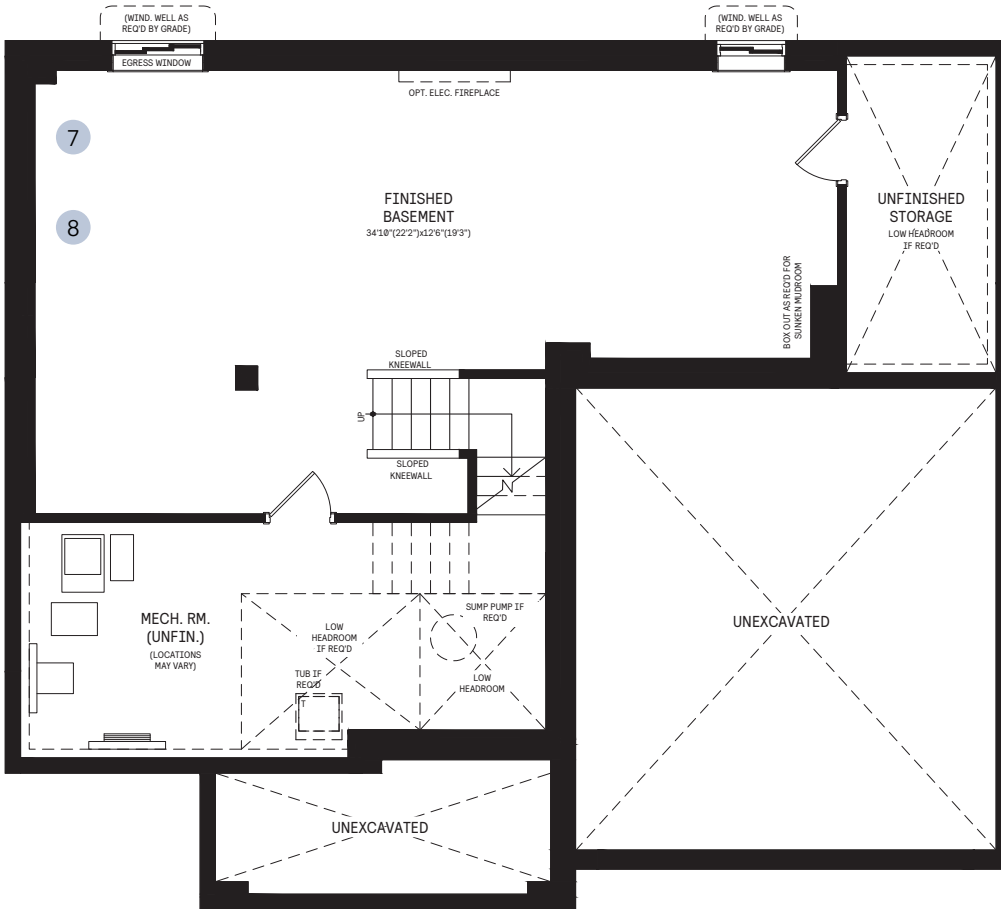 (WIND. WELL AS
REQ'D BY GRADE)
(WIND. WELL AS
REQ'D BY GRADE)
EGRESS WINDOW
OPT. ELEC. FIREPLACE
7
8
FINISHED
BASEMENT
34'10"(22'2")x12'6"(19'3")
UNFINISHED
STORAGE
LOW HEADROOM
IF REQ'D
BOX OUT AS REQ'D FOR
SUNKEN MUDROOM
SLOPED
KNEEWALL
UP
SLOPED
KNEEWALL
MECH. RM.
(UNFIN.)
(LOCATIONS
MAY VARY)
LOW
HEADROOM
IF REQ'D
SUMP PUMP IF
REQ'D
TUB IF
REQ'D
T
LOW
HEADROOM
UNEXCAVATED
UNEXCAVATED